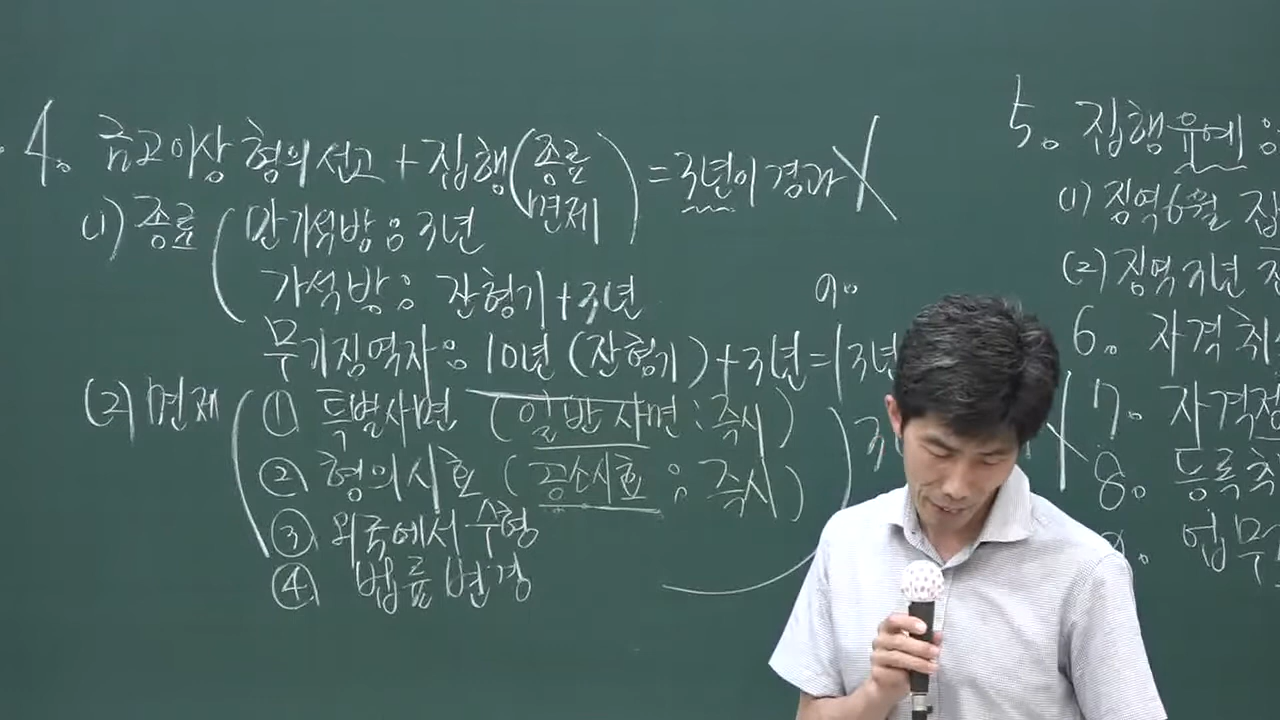 4. 금고이상 형의 선고 + 집행 (종료 면제) = 3년이 경과 X
(1) 종료 ( 만기석방 : 3년
가석방 : 잔형기 + 3년
무기징역자 : 10년 (잔형기) + 3년 = 13년
(2) 면제 ( ① 특별사면 (일반사면 : 즉시)
② 형의 시효 (공소시효 : 즉시)
③ 외국에서 수형
④ 법률변경
5. 집행유예
(1) 징역 6월 집
(2) 징역 3년
6. 자격취
7. 자격정
8. 등록취
업무